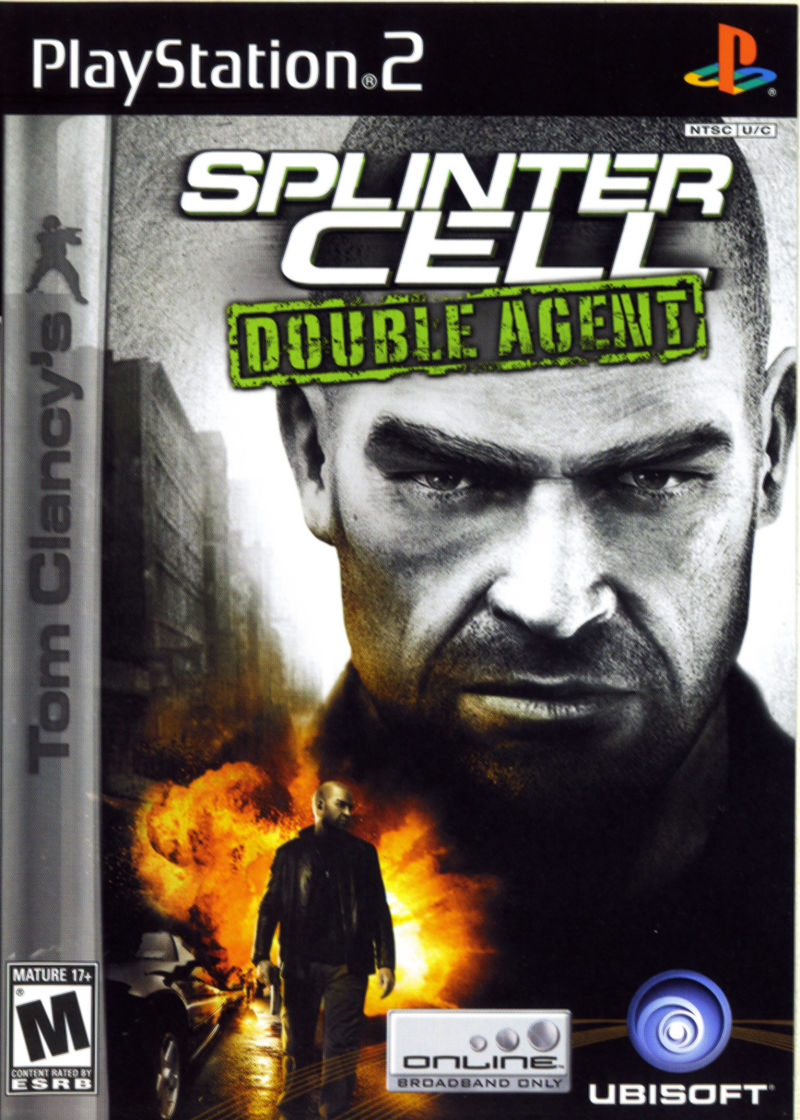 PlayStation®2
NTSC U/C
SPLINTER
CELL
DOUBLE AGENT
Tom Clancy's
MATURE 17+
®
M
CONTENT RATED BY
ESRB
ONLINE
BROADBAND ONLY
UBISOFT